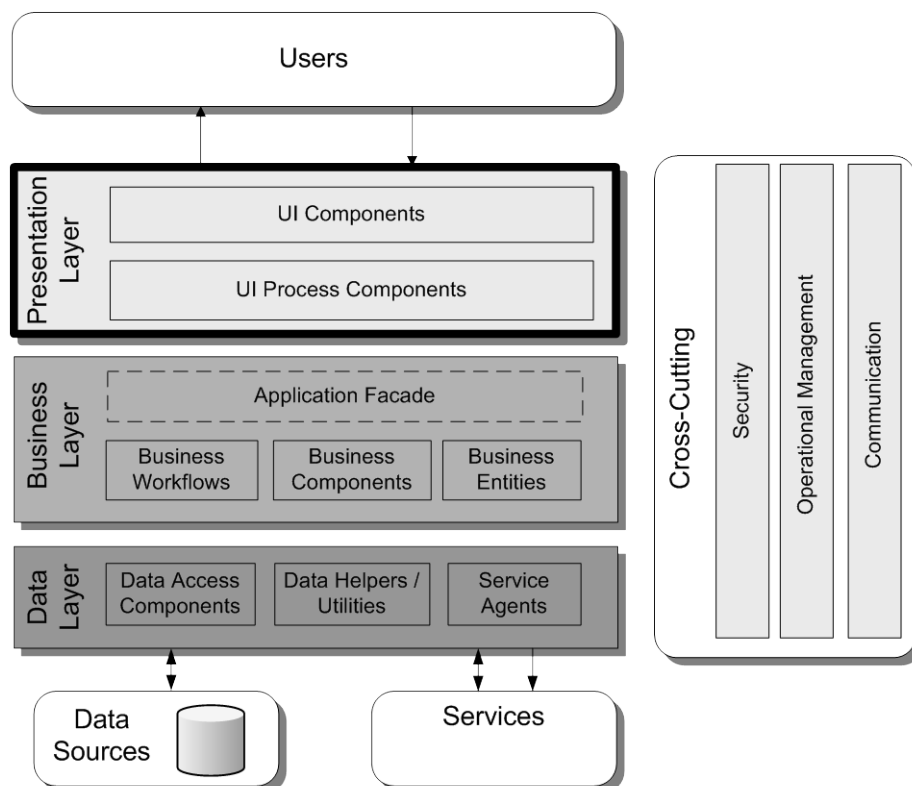 Users
Presentation
Layer
UI Components
UI Process Components
Business
Layer
Application Facade
Business
Workflows
Business
Components
Business
Entities
Data
Layer
Data Access
Components
Data Helpers /
Utilities
Service
Agents
Data
Sources
Services
Cross-Cutting
Security
Operational Management
Communication